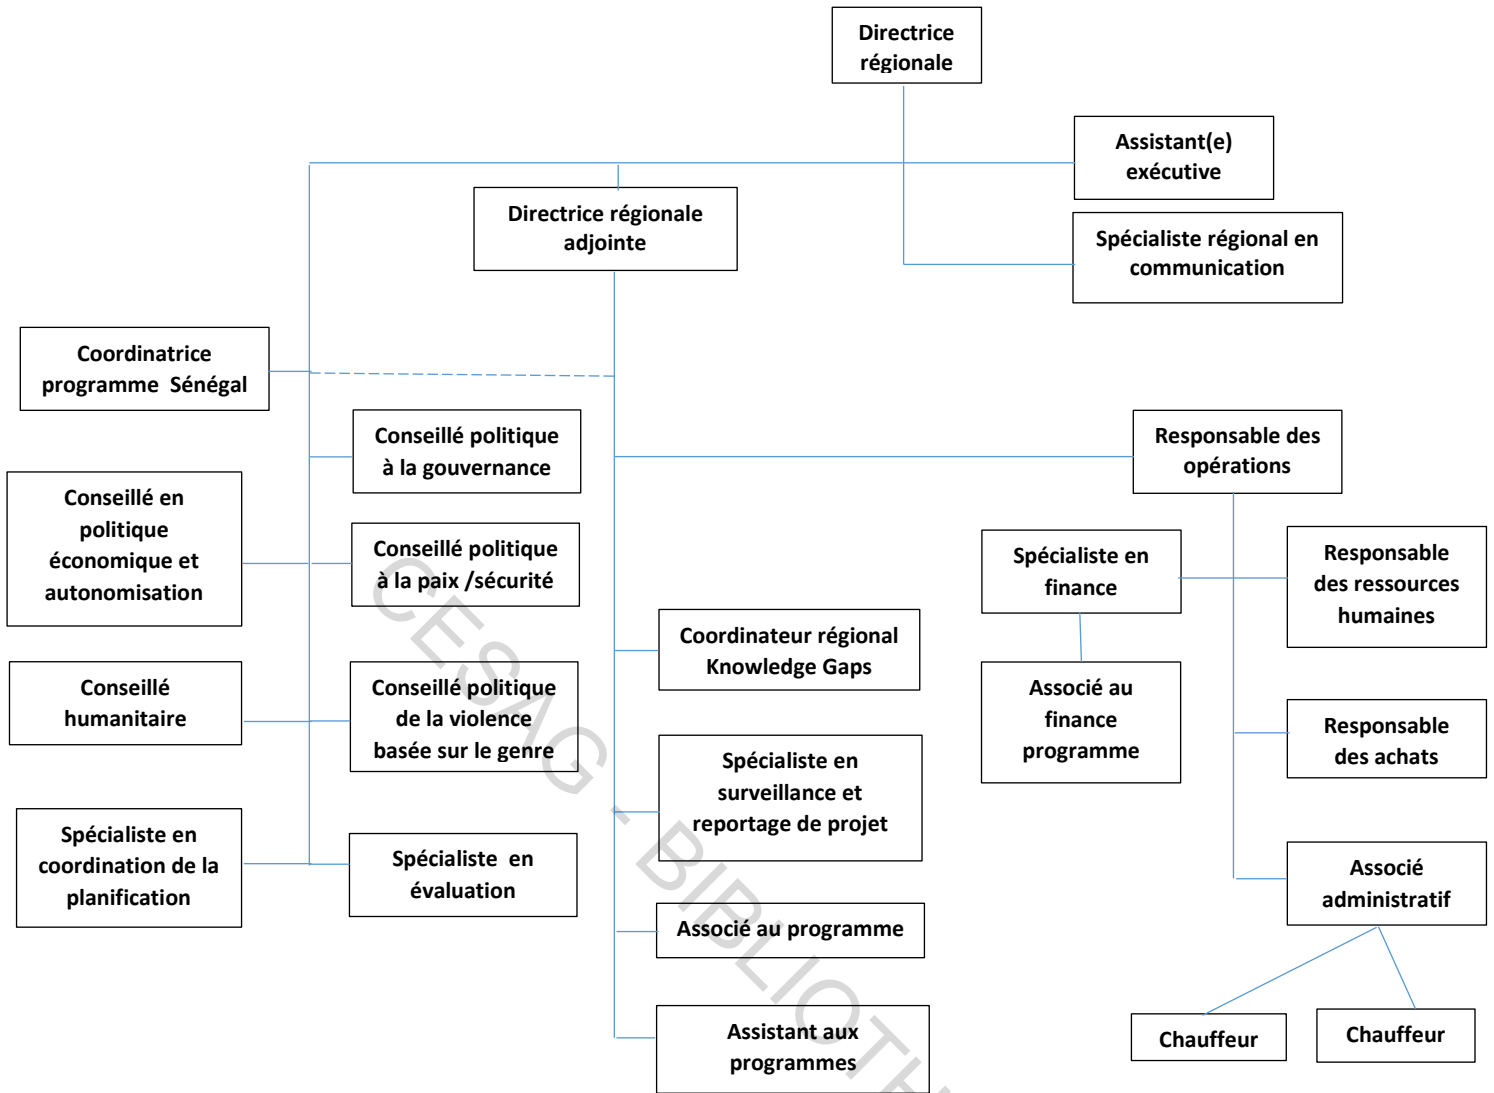 Directrice
régionale
Assistant(e)
exécutive
Directrice régionale
adjointe
Spécialiste régional en
communication
Coordinatrice
programme Sénégal
Conseillé politique
à la gouvernance
Responsable des
opérations
Conseillé en
politique
économique et
autonomisation
Conseillé politique
à la paix /sécurité
Spécialiste en
finance
Responsable
des ressources
humaines
Coordinateur régional
Knowledge Gaps
Conseillé
humanitaire
Conseillé politique
de la violence
basée sur le genre
Associé au
finance
programme
Responsable
des achats
Spécialiste en
surveillance et
reportage de projet
Spécialiste en
coordination de la
planification
Spécialiste en
évaluation
Associé
administratif
Associé au programme
Assistant aux
programmes
Chauffeur
Chauffeur
CESAG - BIBLIOTH